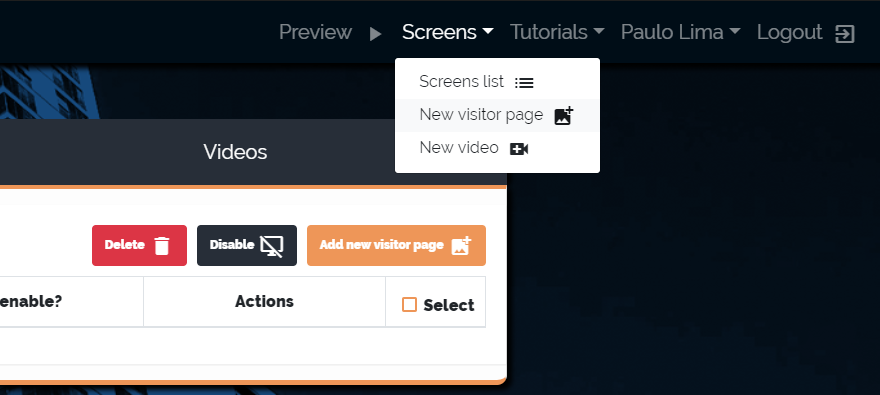 Preview Screens Tutorials Paulo Lima Logout
Screens list
New visitor page
New video
Videos
Delete Disable Add new visitor page
enable? Actions Select